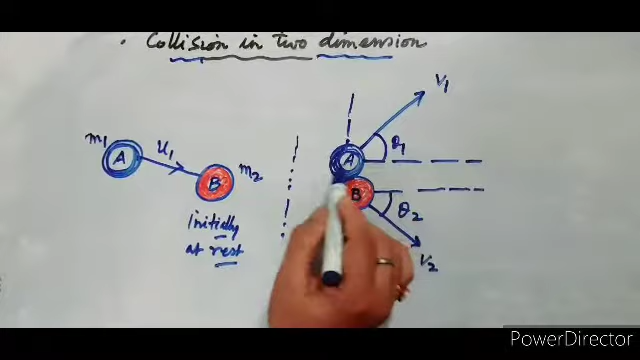 • Collision in two dimension
m1 A u1 B m2
Initially
at rest
v1
A θ1
B θ2
v2
PowerDirector